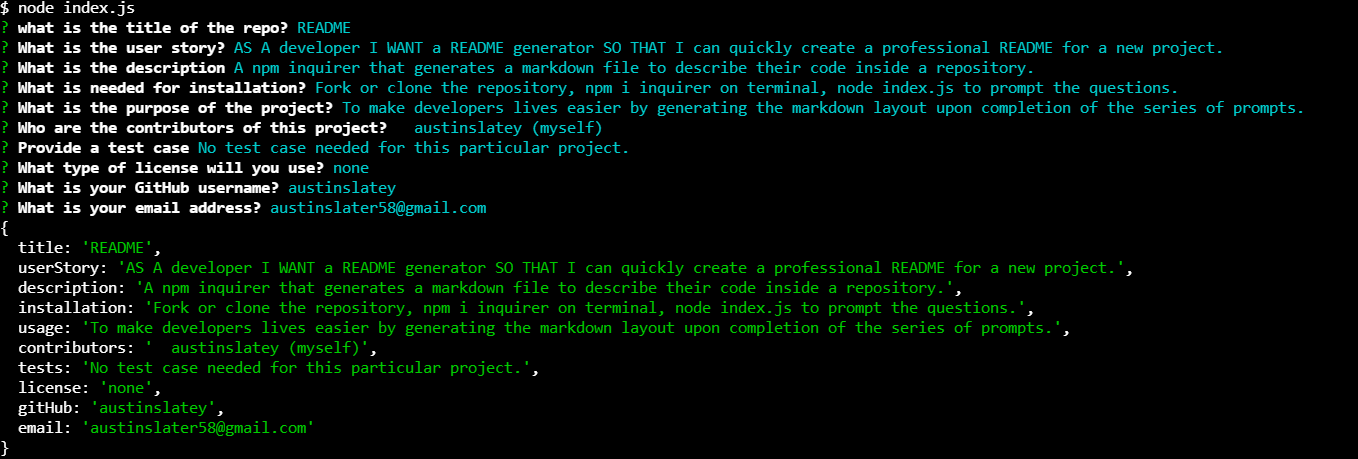 $ node index.js
? what is the title of the repo? README
? What is the user story? AS A developer I WANT a README generator SO THAT I can quickly create a professional README for a new project.
? What is the description A npm inquirer that generates a markdown file to describe their code inside a repository.
? What is needed for installation? Fork or clone the repository, npm i inquirer on terminal, node index.js to prompt the questions.
? What is the purpose of the project? To make developers lives easier by generating the markdown layout upon completion of the series of prompts.
? Who are the contributors of this project?   austinslatey (myself)
? Provide a test case No test case needed for this particular project.
? What type of license will you use? none
? What is your GitHub username? austinslatey
? What is your email address? austinslater58@gmail.com
{
  title: 'README',
  userStory: 'AS A developer I WANT a README generator SO THAT I can quickly create a professional README for a new project.',
  description: 'A npm inquirer that generates a markdown file to describe their code inside a repository.',
  installation: 'Fork or clone the repository, npm i inquirer on terminal, node index.js to prompt the questions.',
  usage: 'To make developers lives easier by generating the markdown layout upon completion of the series of prompts.',
  contributors: '  austinslatey (myself)',
  tests: 'No test case needed for this particular project.',
  license: 'none',
  gitHub: 'austinslatey',
  email: 'austinslater58@gmail.com'
}